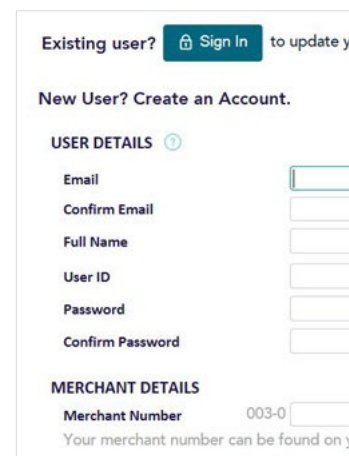 Existing user? Sign In to update y
New User? Create an Account.
USER DETAILS ?
Email
Confirm Email
Full Name
User ID
Password
Confirm Password
MERCHANT DETAILS
Merchant Number 003-0
Your merchant number can be found on y